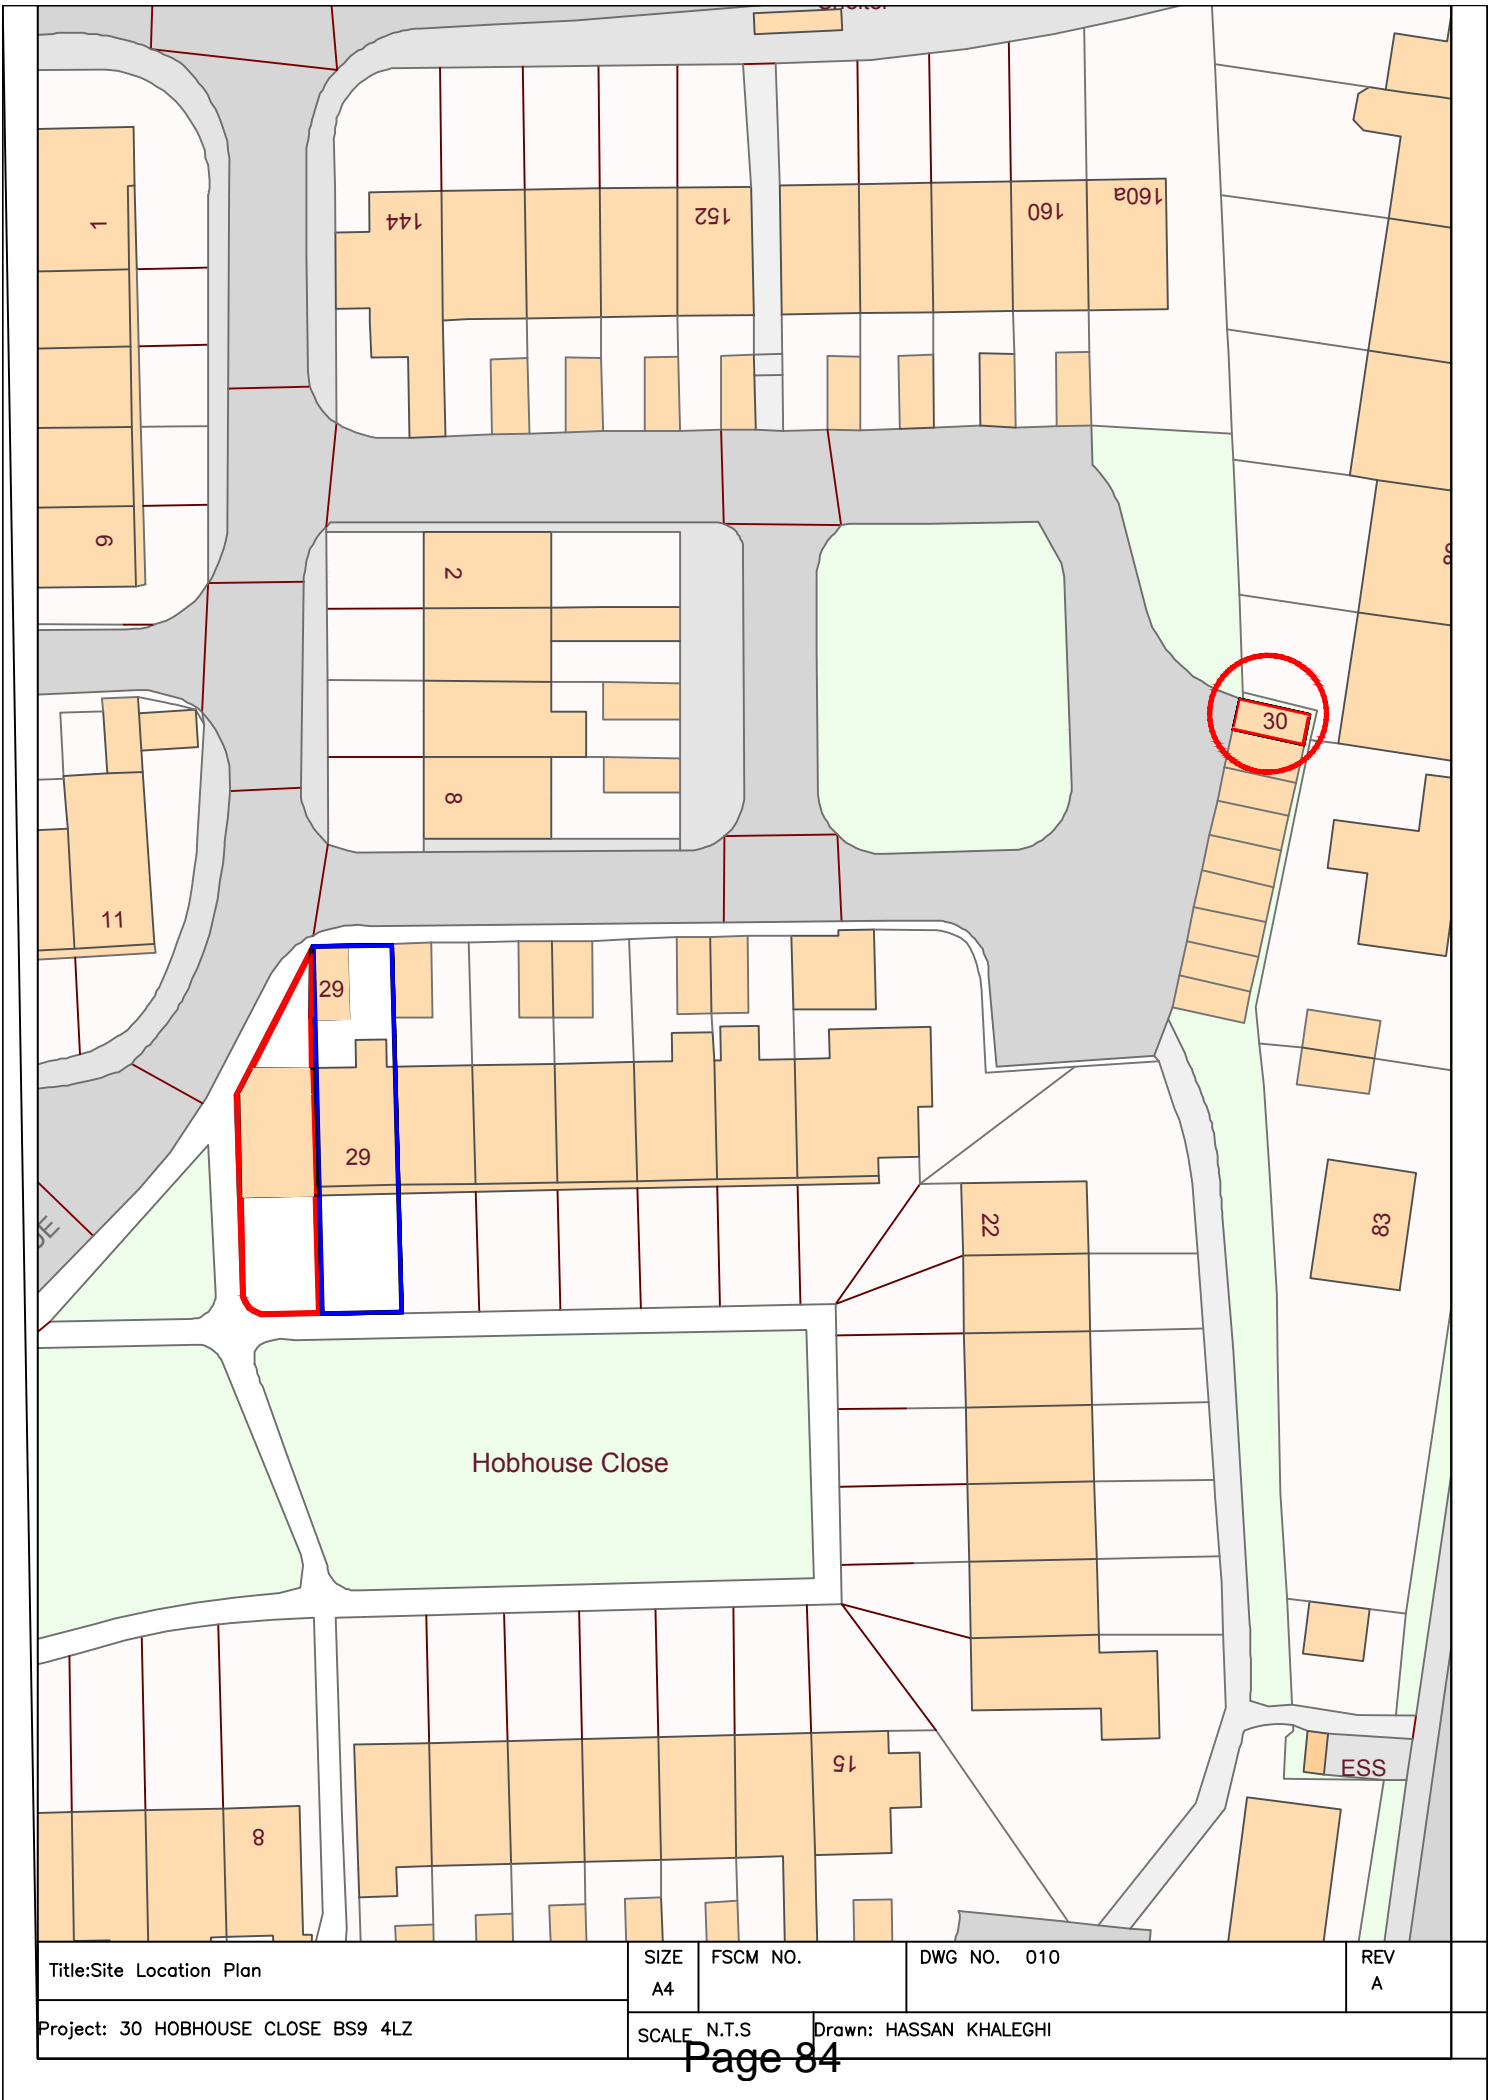 144
152
160
160a
1
6
2
8
30
11
29
29
22
83
Hobhouse Close
15
8
ESS
Title:Site Location Plan
SIZE
A4
FSCM NO.
DWG NO. 010
REV
A
Project: 30 HOBHOUSE CLOSE BS9 4LZ
SCALE N.T.S
Drawn: HASSAN KHALEGHI
Page 84